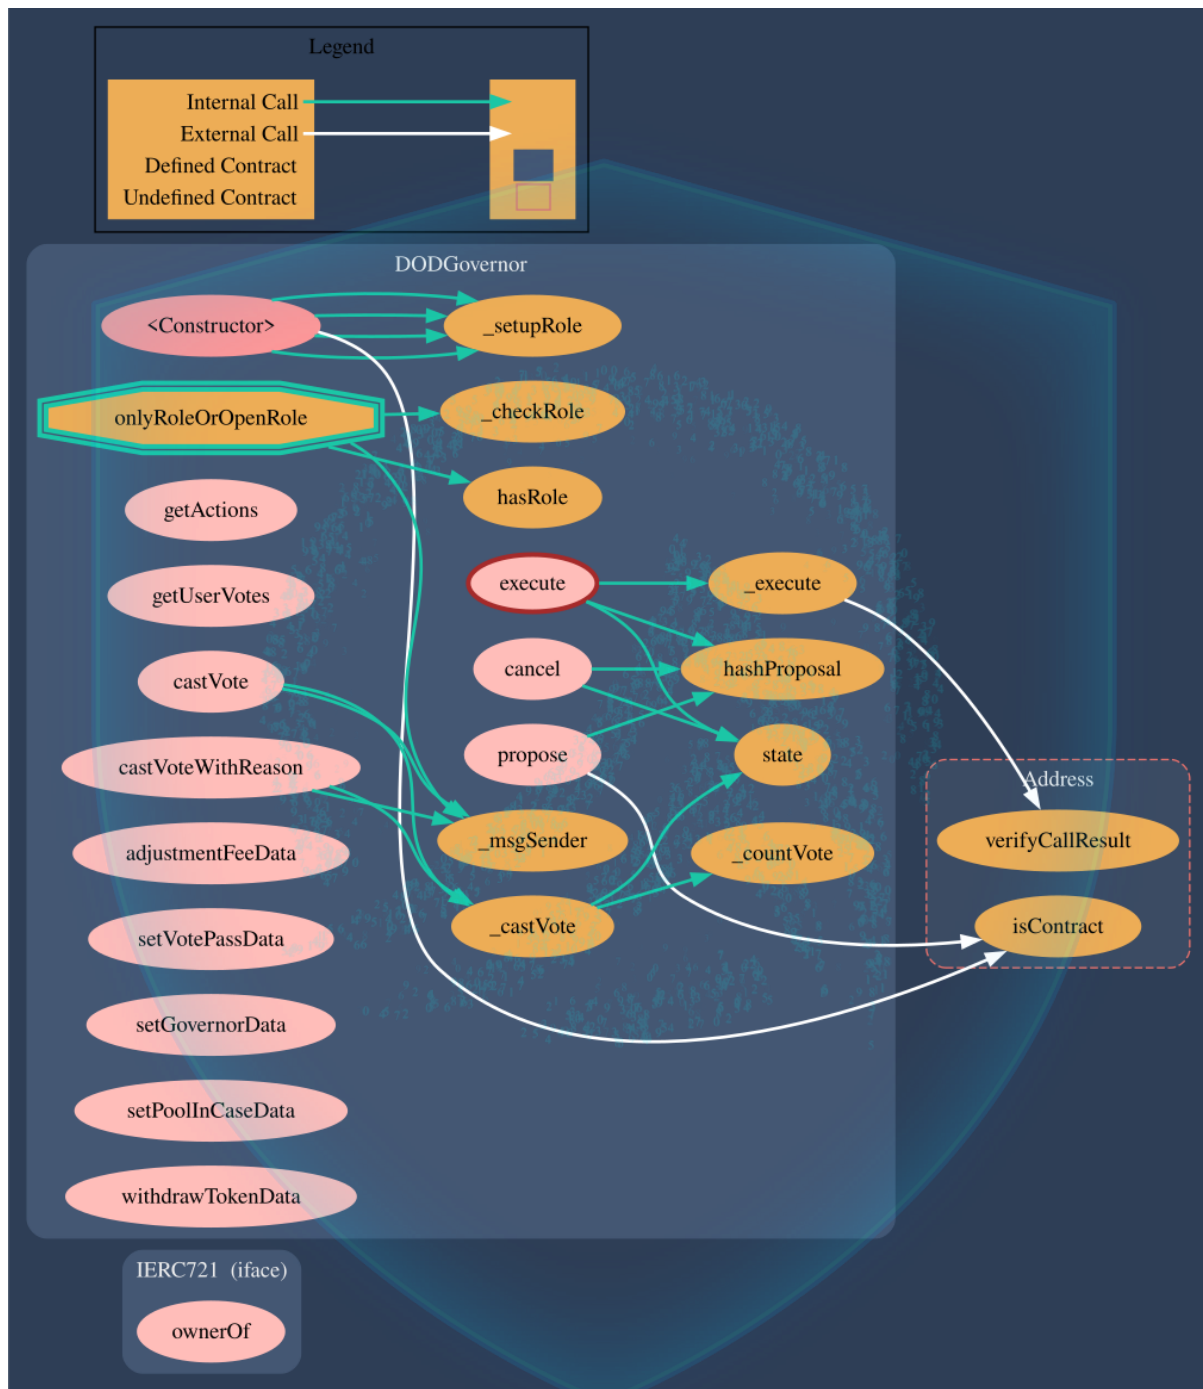 Legend
Internal Call
External Call
Defined Contract
Undefined Contract
DODGovernor
<Constructor>
_setupRole
onlyRoleOrOpenRole
_checkRole
getActions
hasRole
getUserVotes
execute
_execute
castVote
cancel
hashProposal
castVoteWithReason
propose
state
Address
adjustmentFeeData
_msgSender
_countVote
verifyCallResult
setVotePassData
_castVote
isContract
setGovernorData
setPoolInCaseData
withdrawTokenData
IERC721 (iface)
ownerOf